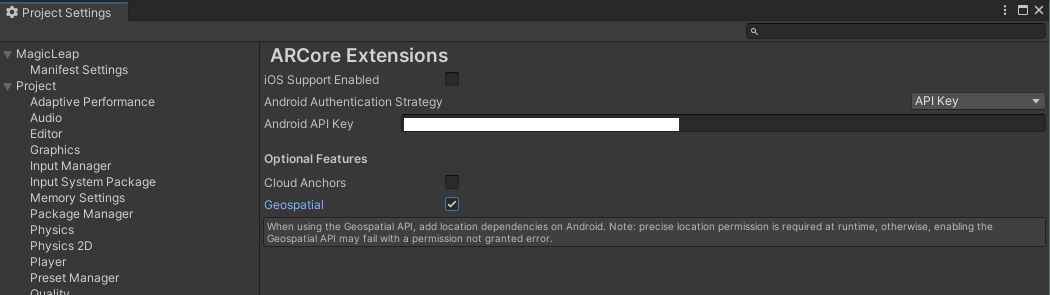 Project Settings
MagicLeap
Manifest Settings
Project
Adaptive Performance
Audio
Editor
Graphics
Input Manager
Input System Package
Memory Settings
Package Manager
Physics
Physics 2D
Player
Preset Manager
Quality
ARCore Extensions
iOS Support Enabled
Android Authentication Strategy API Key
Android API Key
Optional Features
Cloud Anchors
Geospatial
When using the Geospatial API, add location dependencies on Android. Note: precise location permission is required at runtime, otherwise, enabling the
Geospatial API may fail with a permission not granted error.